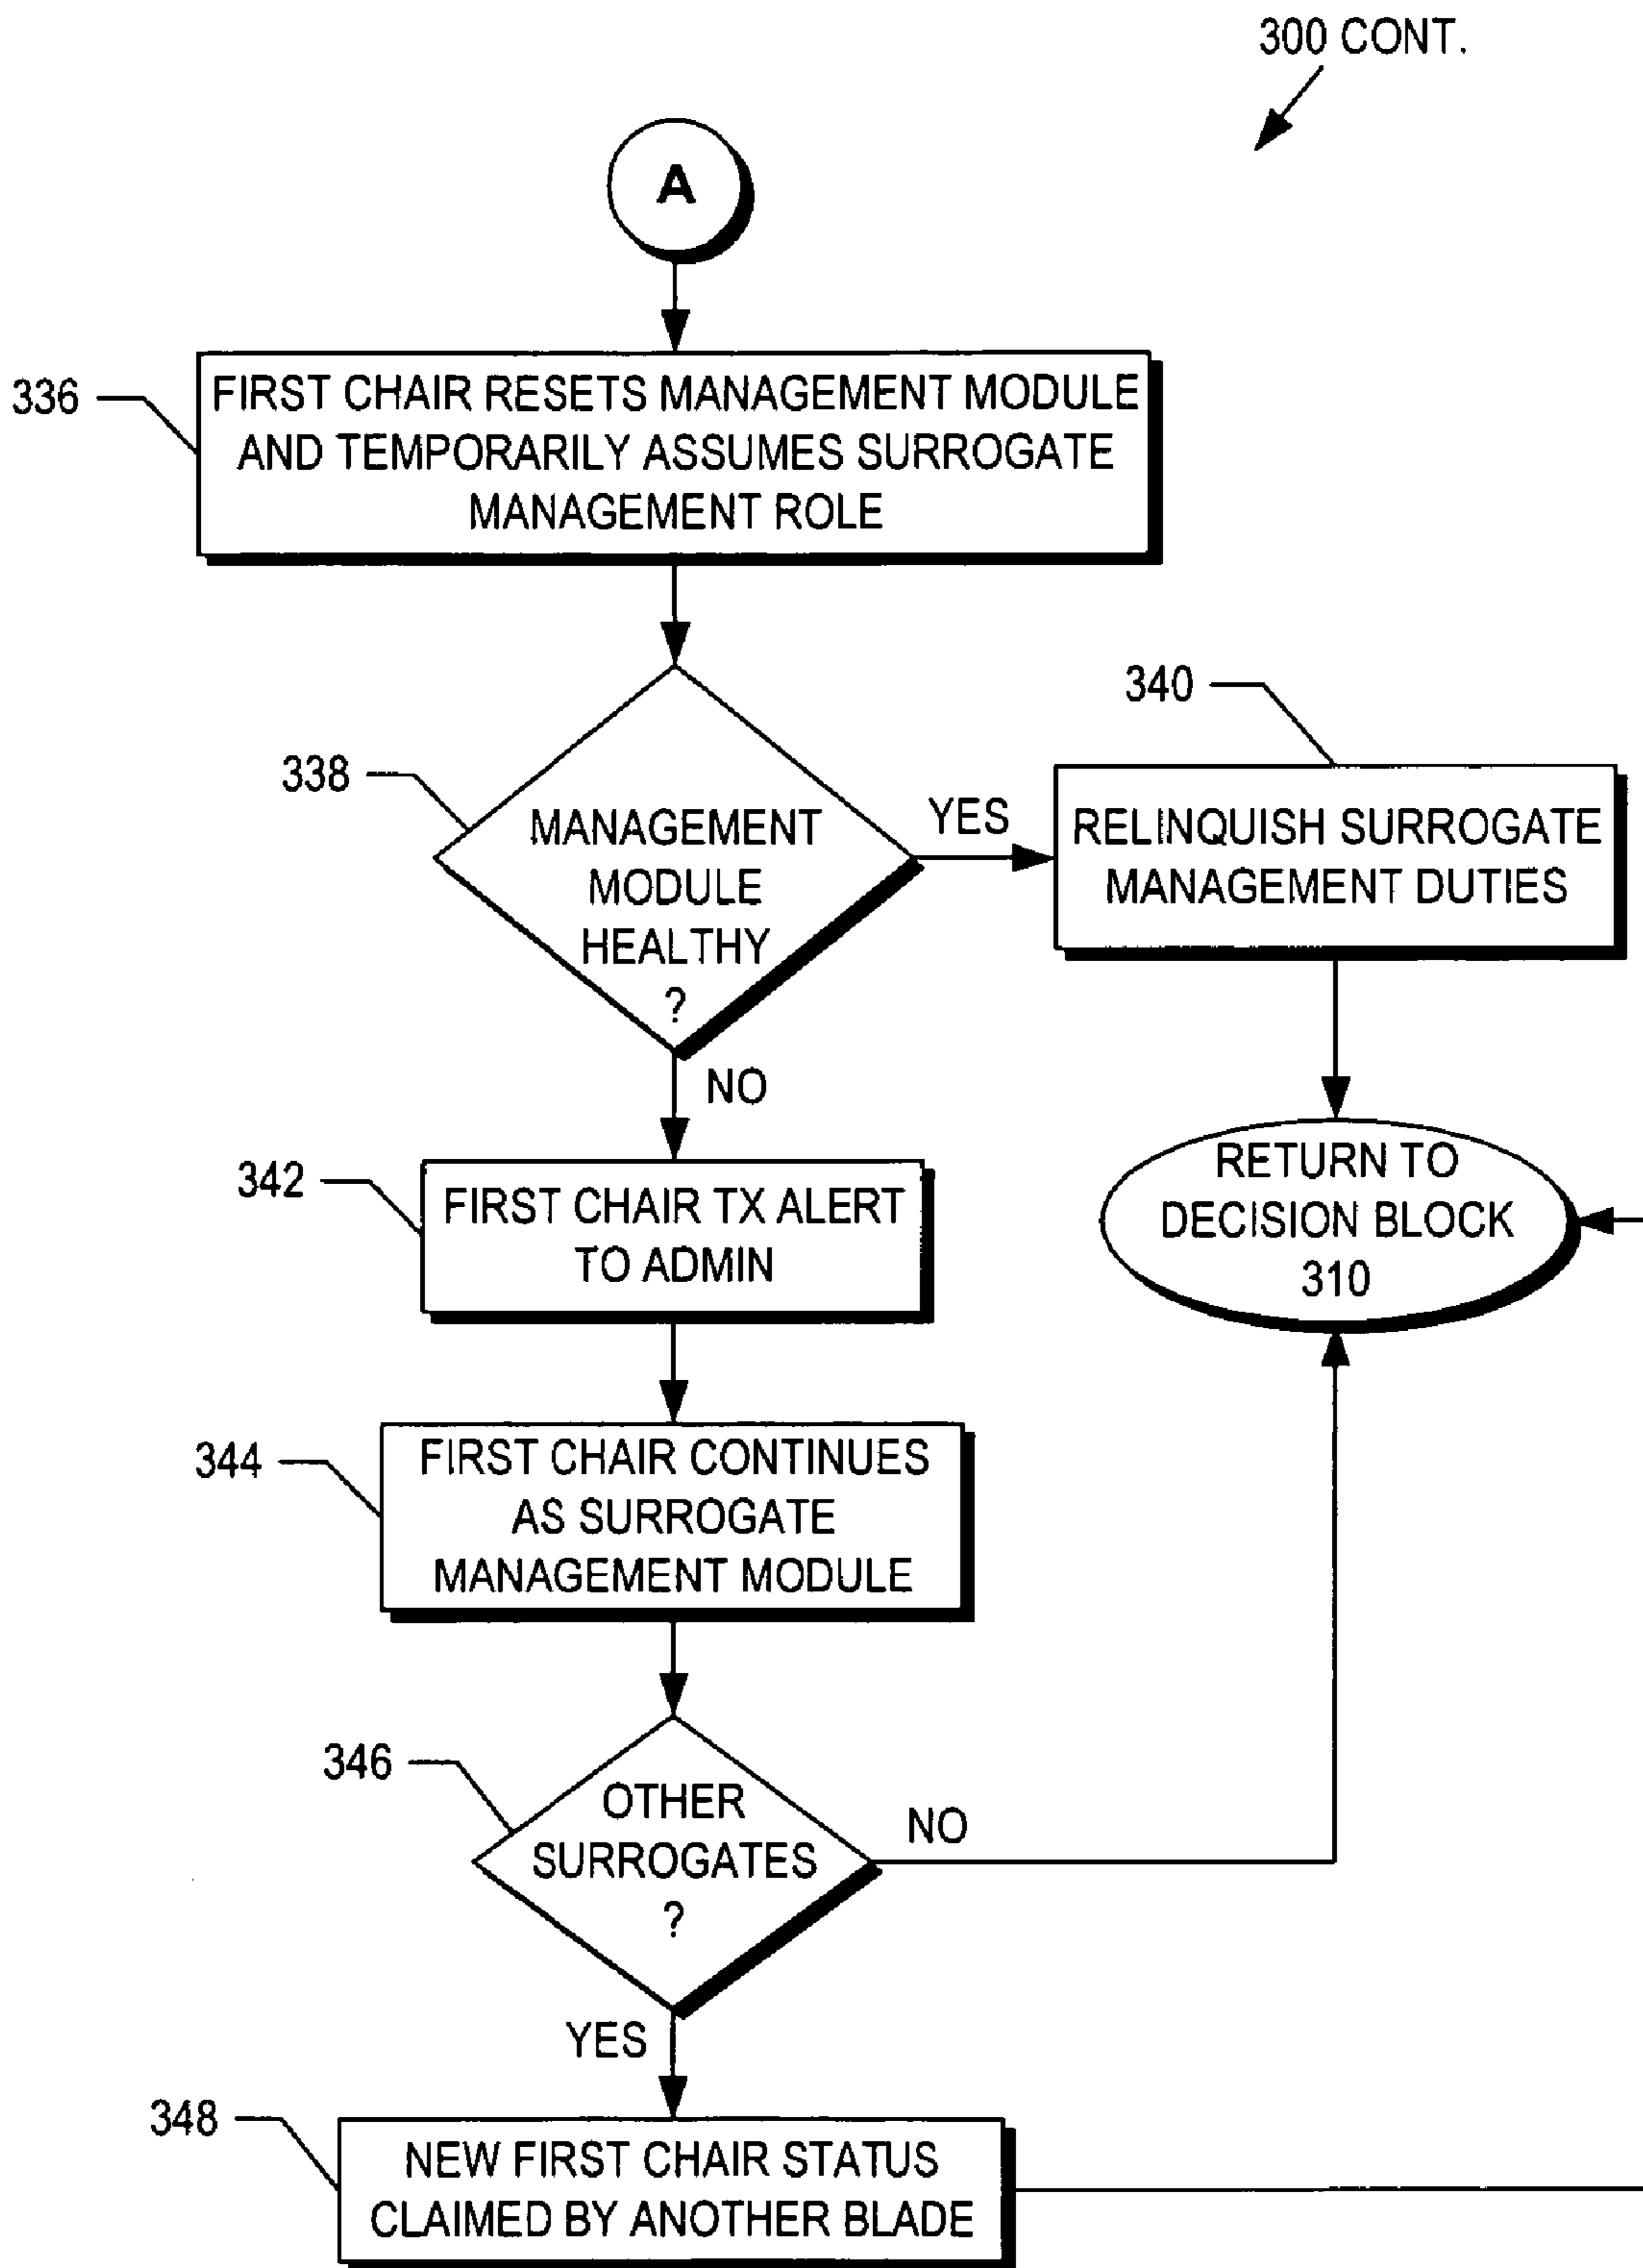 300 CONT.
A
336
FIRST CHAIR RESETS MANAGEMENT MODULE
AND TEMPORARILY ASSUMES SURROGATE
MANAGEMENT ROLE
338
MANAGEMENT
MODULE
HEALTHY
?
YES
340
RELINQUISH SURROGATE
MANAGEMENT DUTIES
NO
RETURN TO
DECISION BLOCK
310
342
FIRST CHAIR TX ALERT
TO ADMIN
344
FIRST CHAIR CONTINUES
AS SURROGATE
MANAGEMENT MODULE
346
OTHER
SURROGATES
?
NO
YES
348
NEW FIRST CHAIR STATUS
CLAIMED BY ANOTHER BLADE